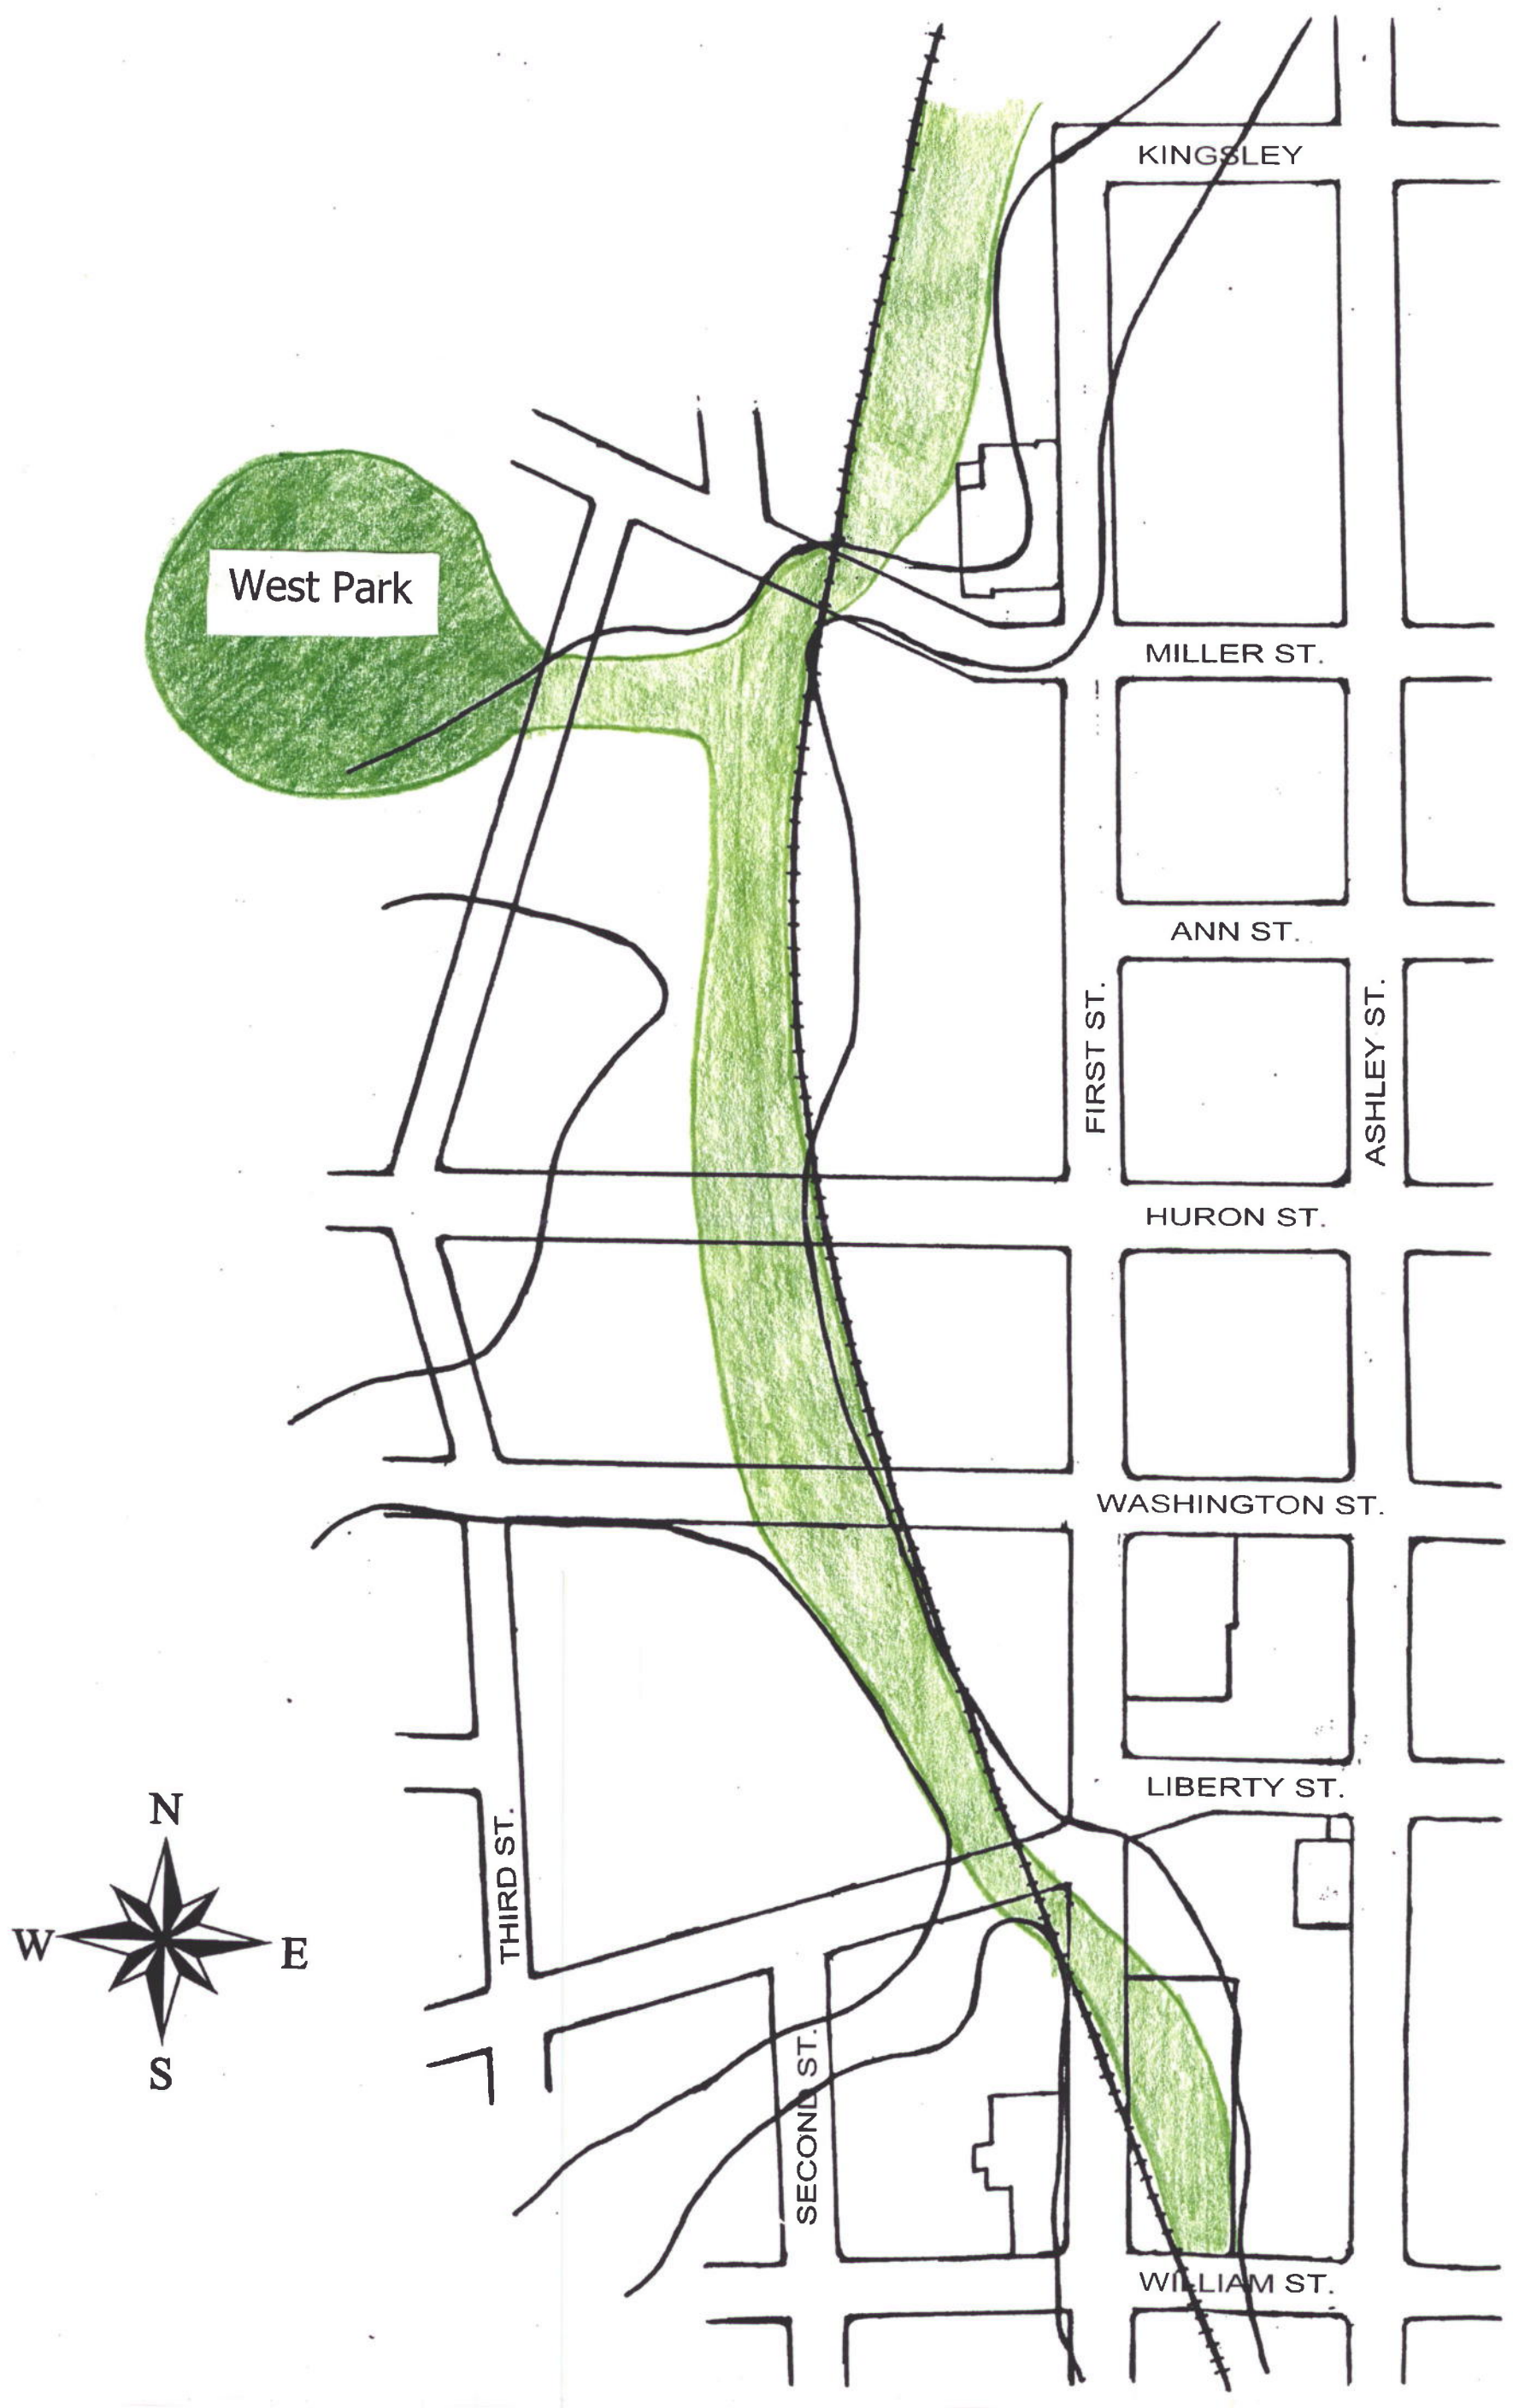 KINGSLEY
West Park
MILLER ST.
ANN ST.
FIRST ST.
ASHLEY ST.
HURON ST.
WASHINGTON ST.
LIBERTY ST.
N
W
E
S
THIRD ST.
SECOND ST.
WILLIAM ST.